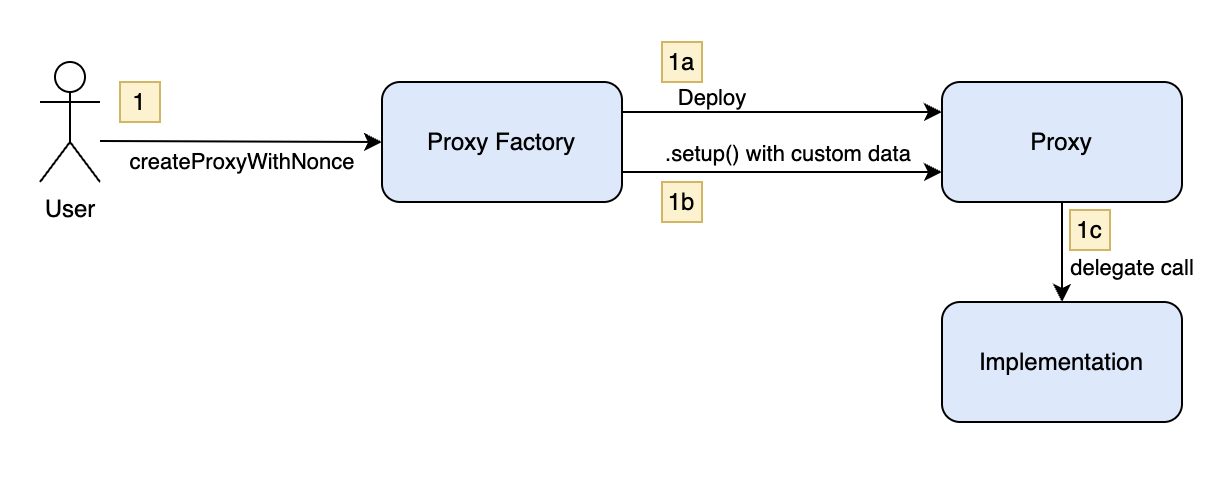 1
createProxyWithNonce
User
Proxy Factory
1a
Deploy
.setup() with custom data
1b
Proxy
1c
delegate call
Implementation